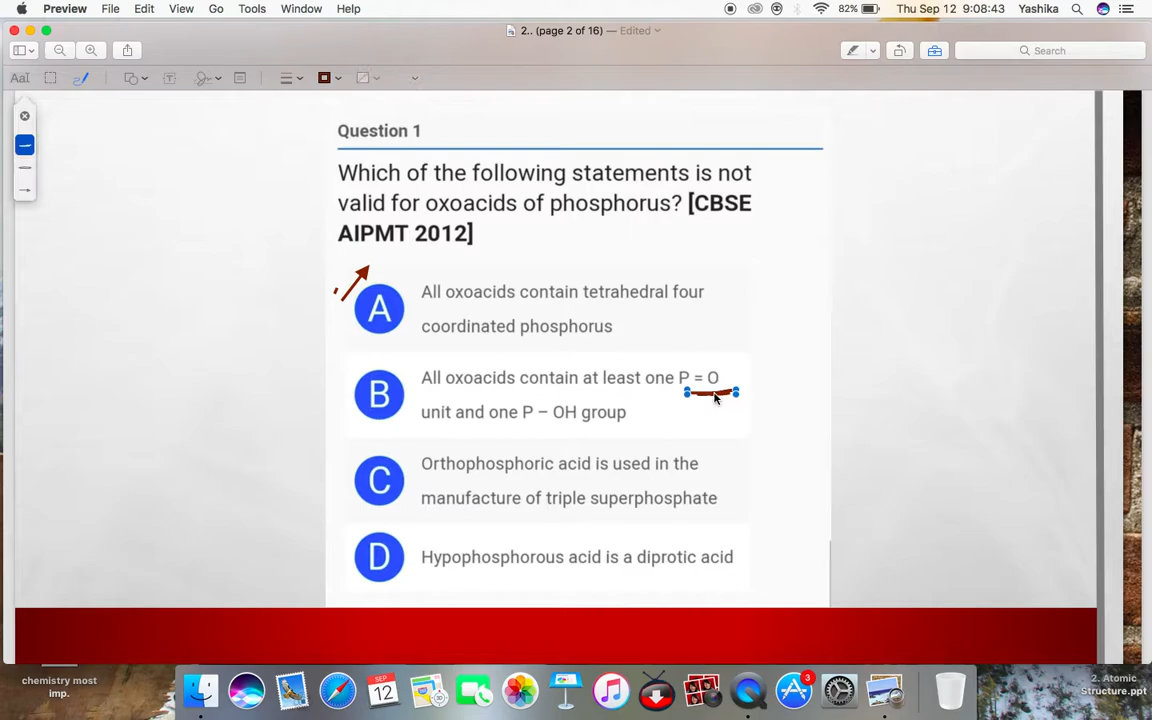 Preview File Edit View Go Tools Window Help 82% Thu Sep 12 9:08:43 Yashika
2.. (page 2 of 16) — Edited
Search
AaI T
Question 1
Which of the following statements is not
valid for oxoacids of phosphorus? [CBSE
AIPMT 2012]
A All oxoacids contain tetrahedral four
coordinated phosphorus
B All oxoacids contain at least one P = O
unit and one P – OH group
C Orthophosphoric acid is used in the
manufacture of triple superphosphate
D Hypophosphorous acid is a diprotic acid
chemistry most
imp.
SEP
12
3
2. Atomic
Structure.ppt